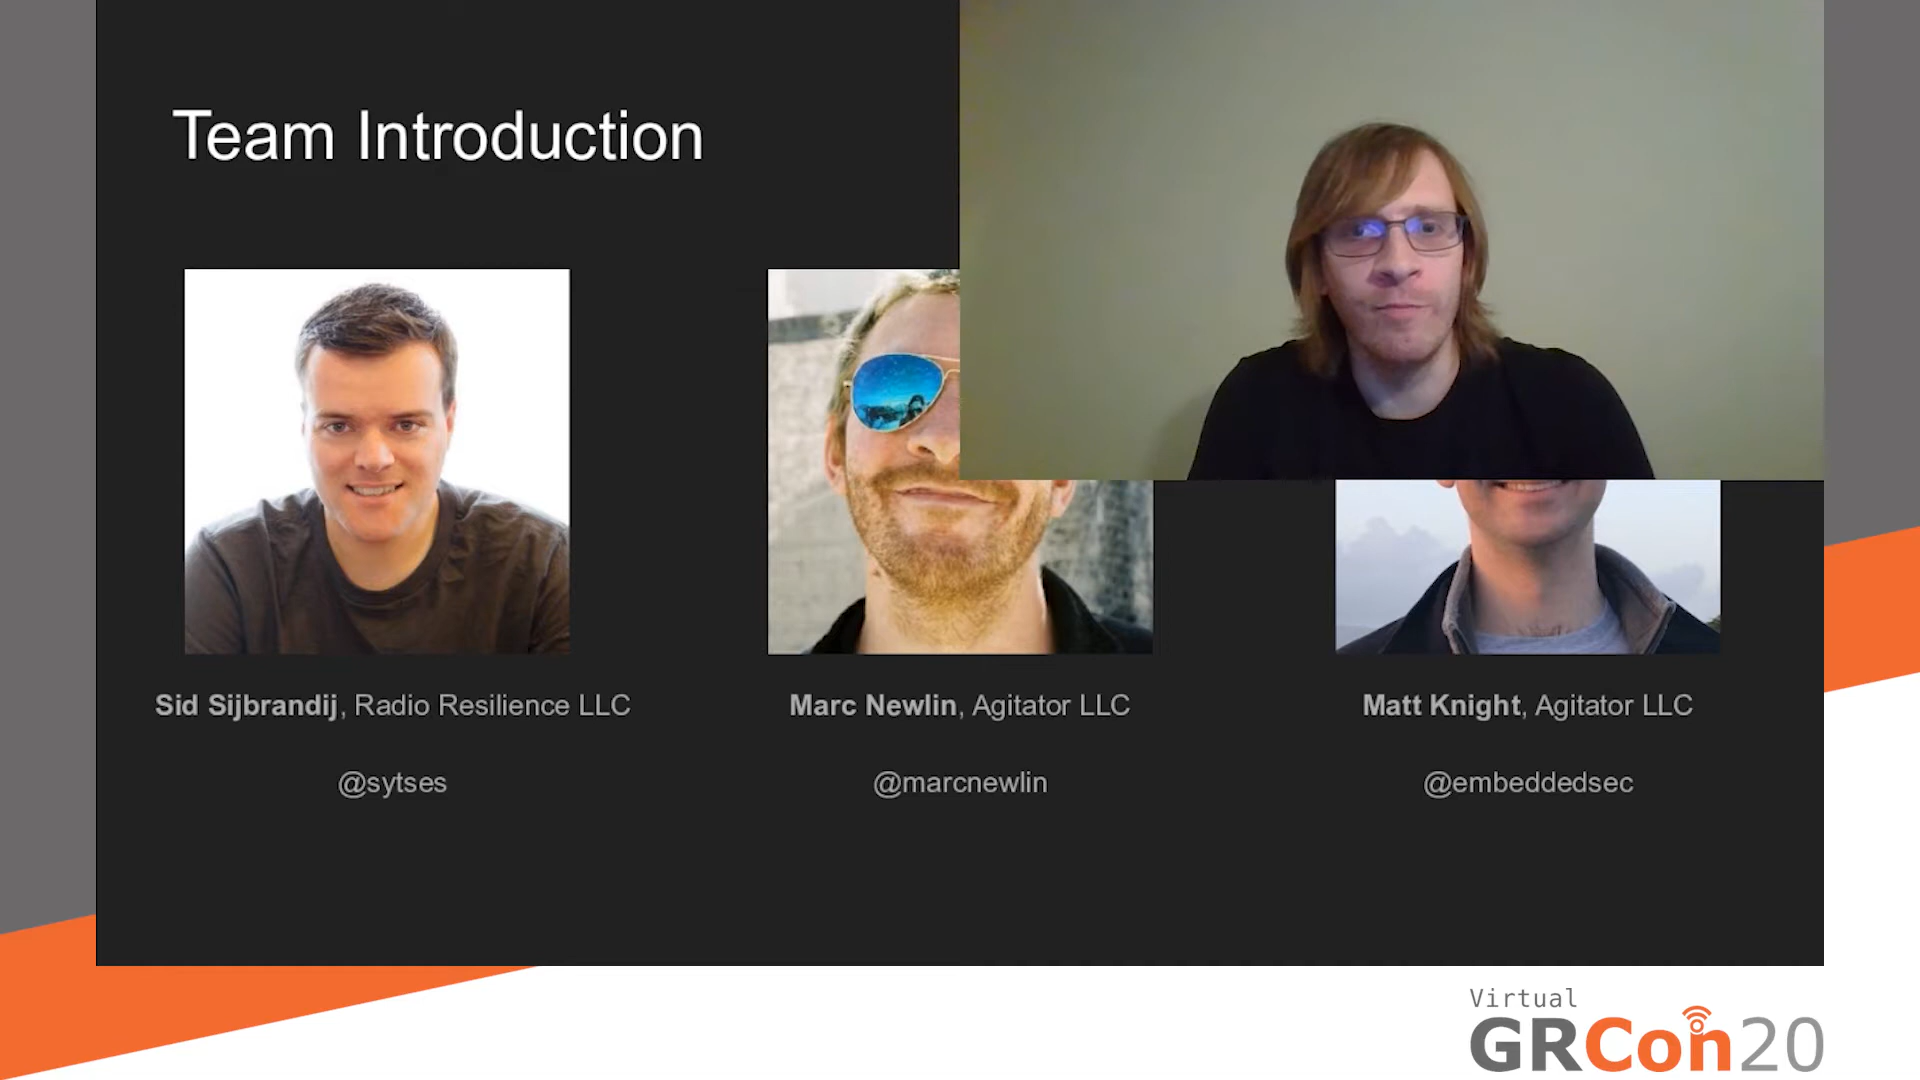 Team Introduction
Sid Sijbrandij, Radio Resilience LLC
@sytses
Marc Newlin, Agitator LLC
@marcnewlin
Matt Knight, Agitator LLC
@embeddedsec
Virtual
GRCon20